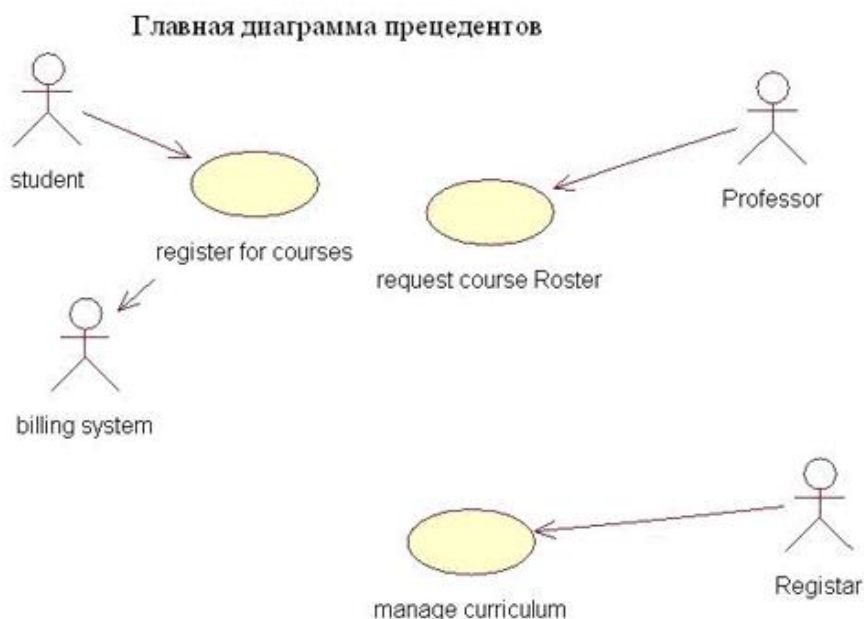 Главная диаграмма прецедентов
student
Professor
register for courses
request course Roster
billing system
Registar
manage curriculum